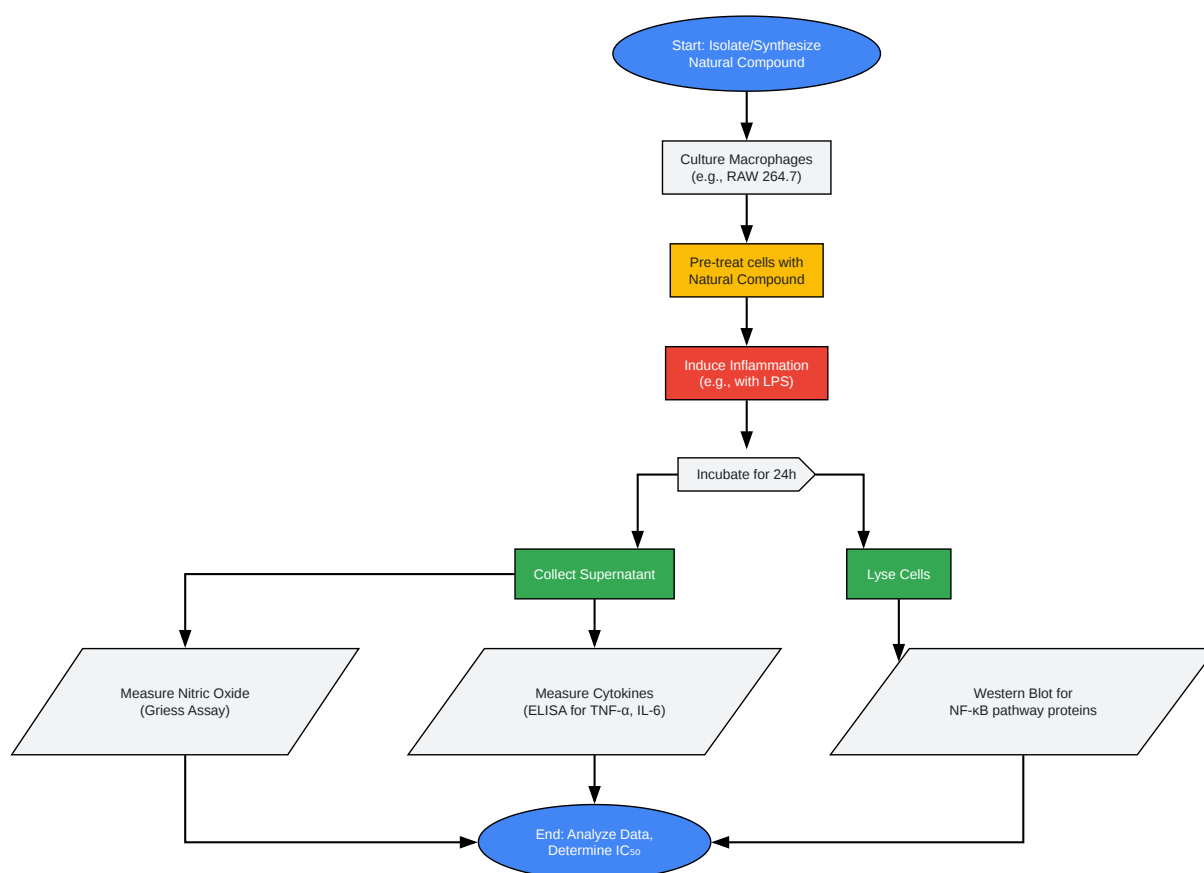 Start: Isolate/Synthesize
Natural Compound
Culture Macrophages
(e.g., RAW 264.7)
Pre-treat cells with
Natural Compound
Induce Inflammation
(e.g., with LPS)
Incubate for 24h
Collect Supernatant
Lyse Cells
Measure Nitric Oxide
(Griess Assay)
Measure Cytokines
(ELISA for TNF-α, IL-6)
Western Blot for
NF-κB pathway proteins
End: Analyze Data,
Determine IC₅₀